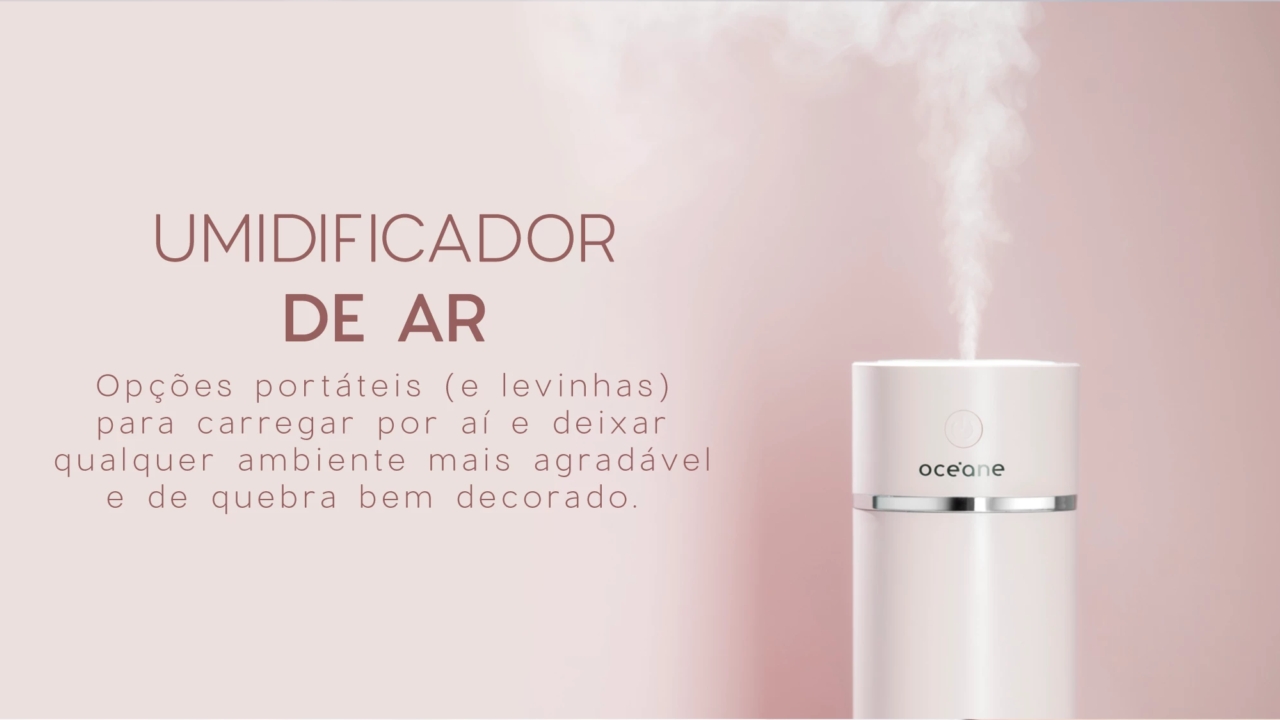 UMIDIFICADOR
DE AR
Opções portáteis (e levinhas)
para carregar por aí e deixar
qualquer ambiente mais agradável
e de quebra bem decorado.
océane